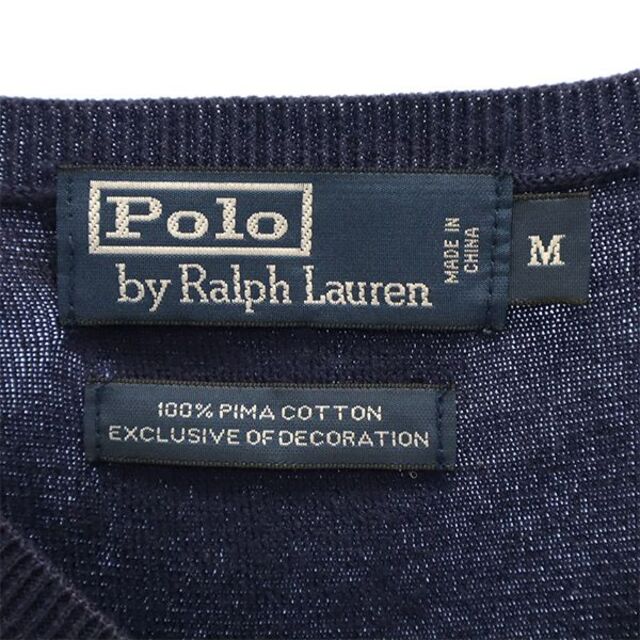 Polo
by Ralph Lauren
MADE IN
CHINA
M
100% PIMA COTTON
EXCLUSIVE OF DECORATION